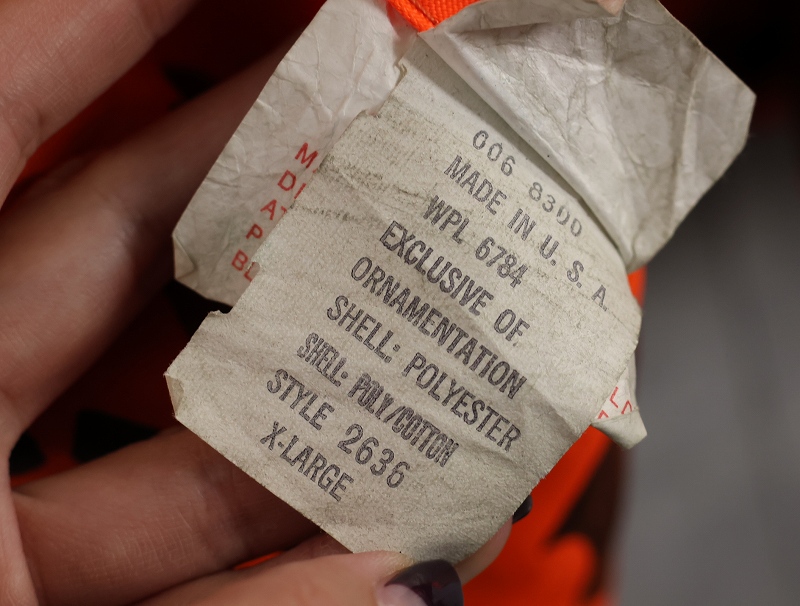 006 8300
MADE IN U. S. A.
WPL 6784
EXCLUSIVE OF
ORNAMENTATION
SHELL: POLYESTER
SHELL: POLY/COTTON
STYLE 2636
X-LARGE